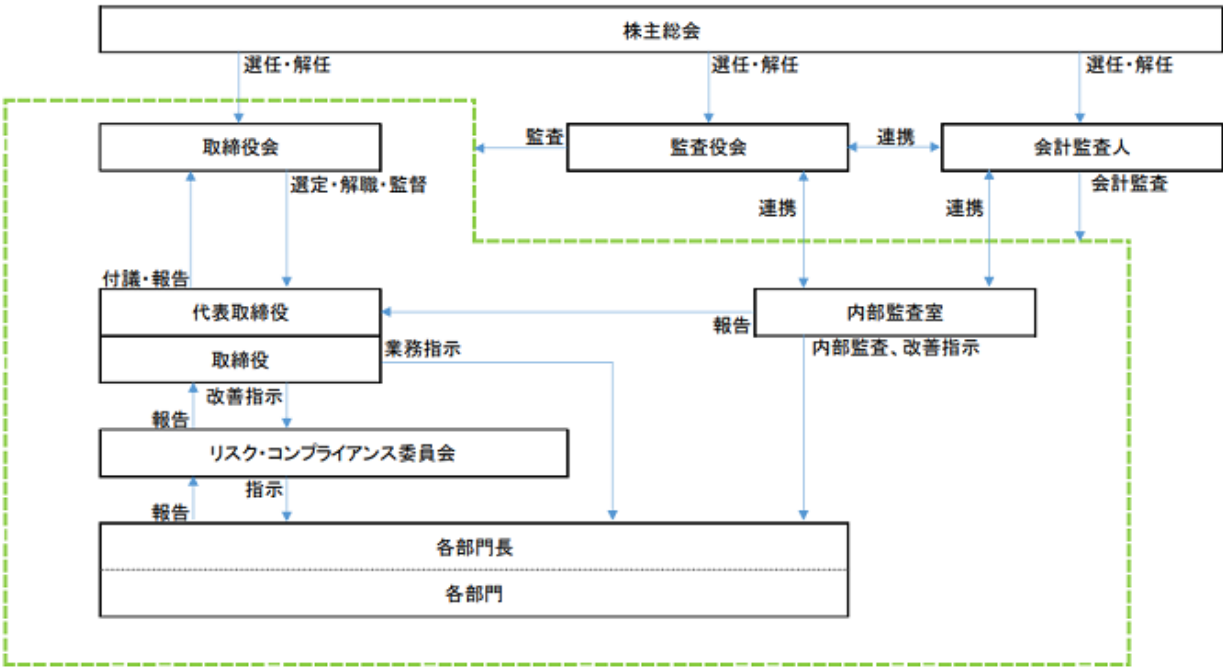 株主総会
選任・解任
選任・解任
選任・解任
取締役会
監査
監査役会
連携
会計監査人
選定・解職・監督
会計監査
連携
連携
付議・報告
代表取締役
報告
内部監査室
取締役
業務指示
内部監査、改善指示
改善指示
報告
リスク・コンプライアンス委員会
指示
報告
各部門長
各部門